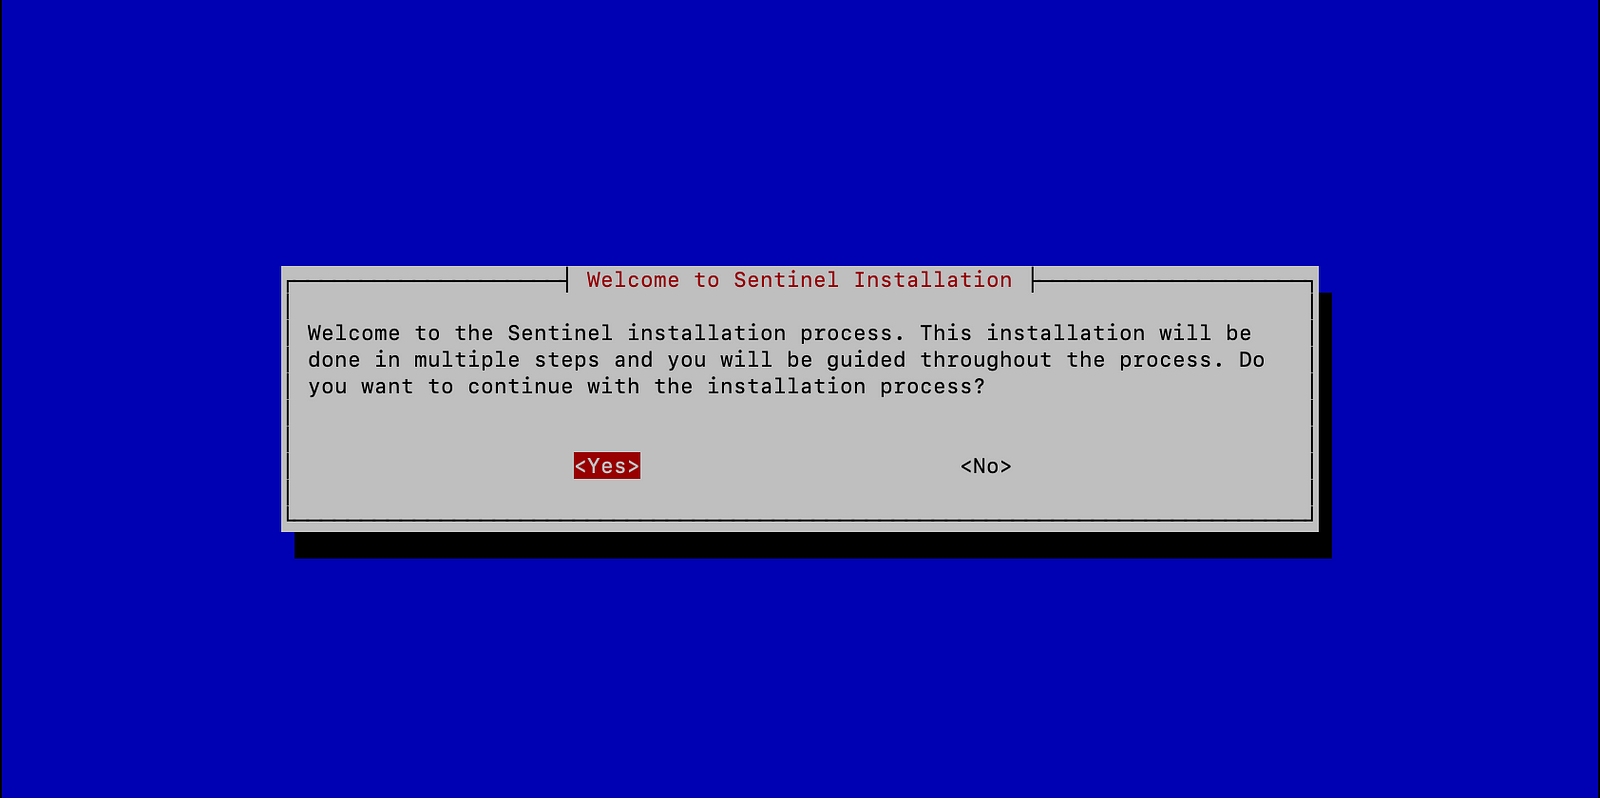 Welcome to Sentinel Installation
Welcome to the Sentinel installation process. This installation will be
done in multiple steps and you will be guided throughout the process. Do
you want to continue with the installation process?
<Yes> <No>